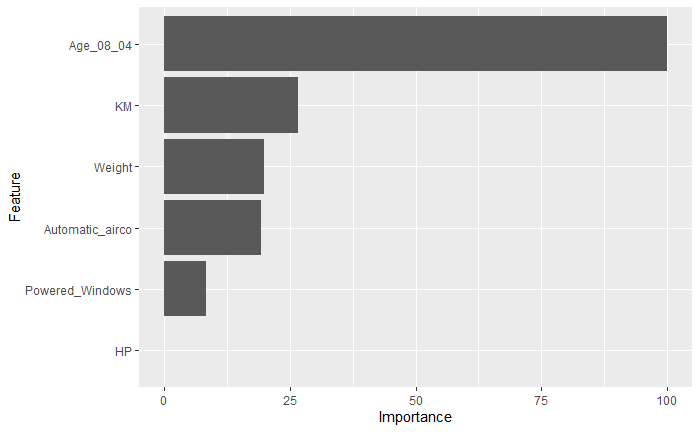 Age_08_04
KM
Weight
Automatic_airco
Powered_Windows
HP
Feature
0 25 50 75 100
Importance